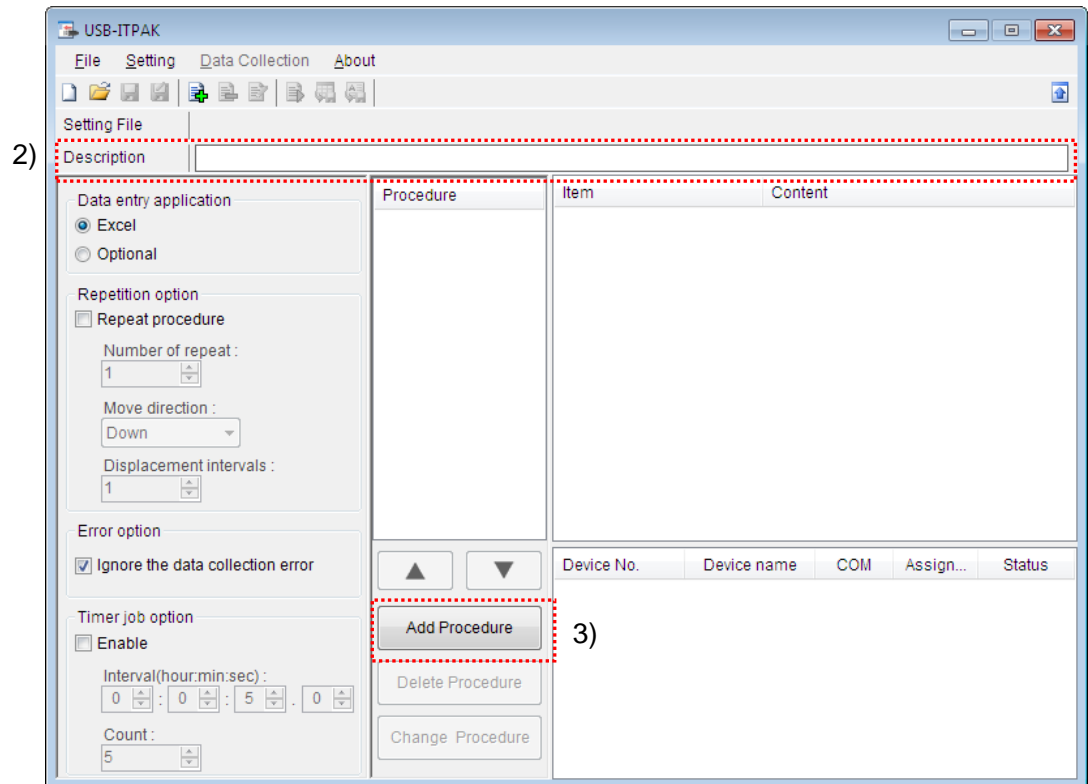 USB-ITPAK
File Setting Data Collection About
Setting File
2) Description
Data entry application
Excel
Optional
Repetition option
Repeat procedure
Number of repeat :
1
Move direction :
Down
Displacement intervals :
1
Error option
Ignore the data collection error
Timer job option
Enable
Interval(hour:min:sec) :
0 : 0 : 5 . 0
Count :
5
Procedure
Add Procedure 3)
Delete Procedure
Change Procedure
Item Content
Device No. Device name COM Assign... Status